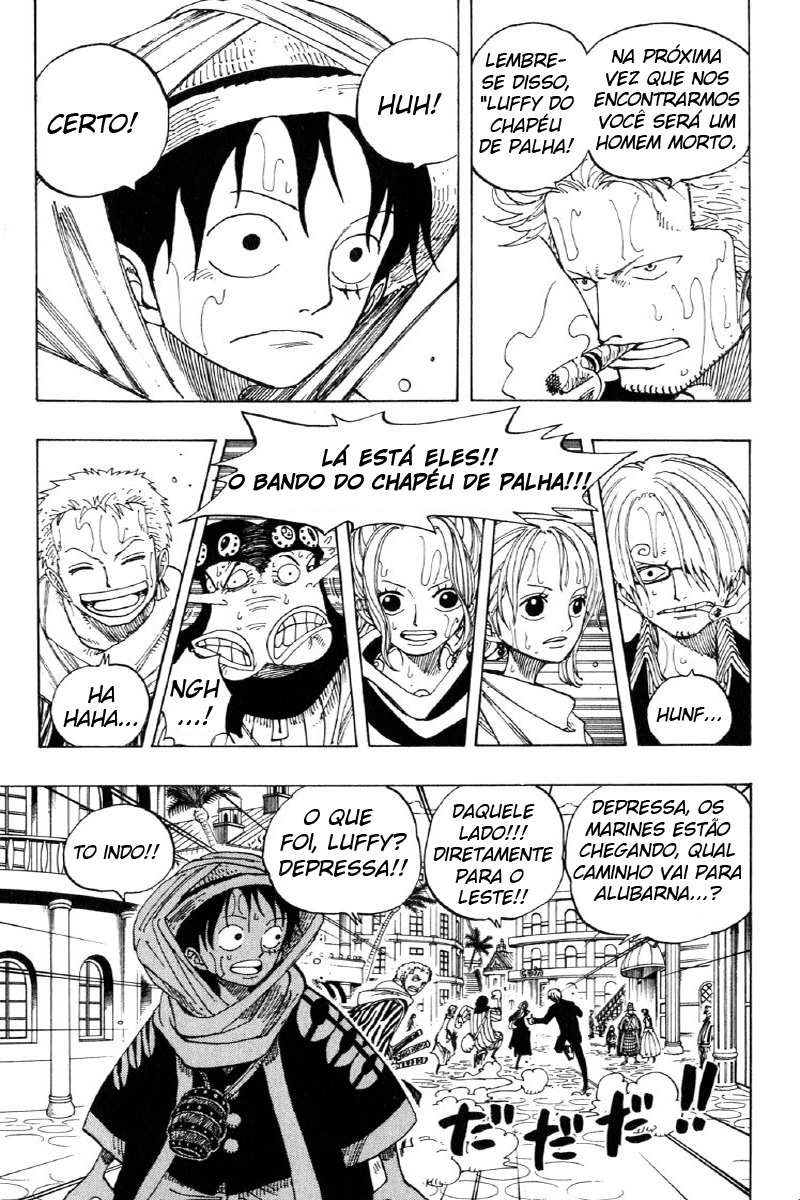 NA PRÓXIMA
VEZ QUE NOS
ENCONTRARMOS
VOCÊ SERÁ UM
HOMEM MORTO.
LEMBRE-
SE DISSO,
"LUFFY DO
CHAPÉU
DE PALHA!
HUH!
CERTO!
LÁ ESTÁ ELES!!
O BANDO DO CHAPÉU DE PALHA!!!
HUNF...
NGH
...!
HA
HAHA...
DEPRESSA, OS
MARINES ESTÃO
CHEGANDO, QUAL
CAMINHO VAI PARA
ALUBARNA...?
DAQUELE
LADO!!!
DIRETAMENTE
PARA O
LESTE!!
O QUE
FOI, LUFFY?
DEPRESSA!!
TO INDO!!
だだだ!!